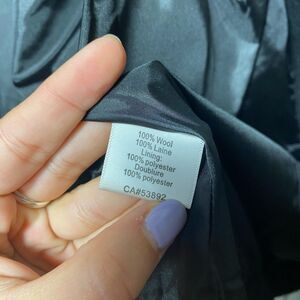 100% Wool
100% Laine
Lining:
100% polyester
Doublure
100% polyester
CA#53892